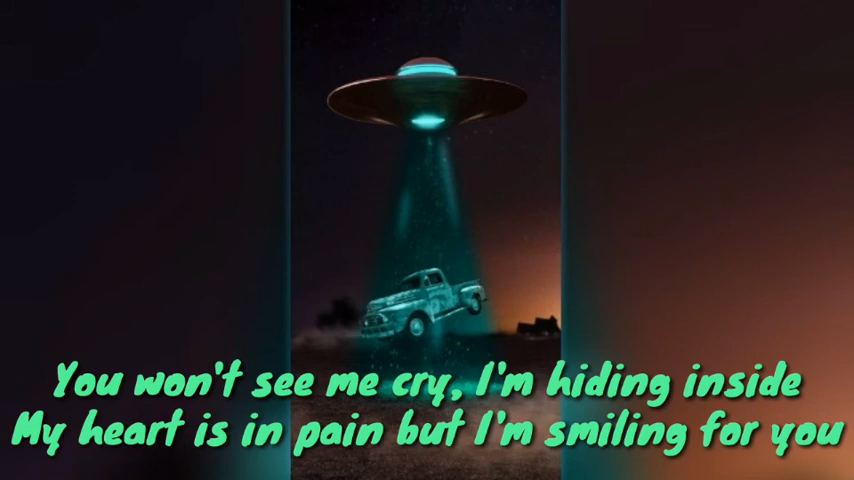 You won't see me cry, I'm hiding inside
My heart is in pain but I'm smiling for you